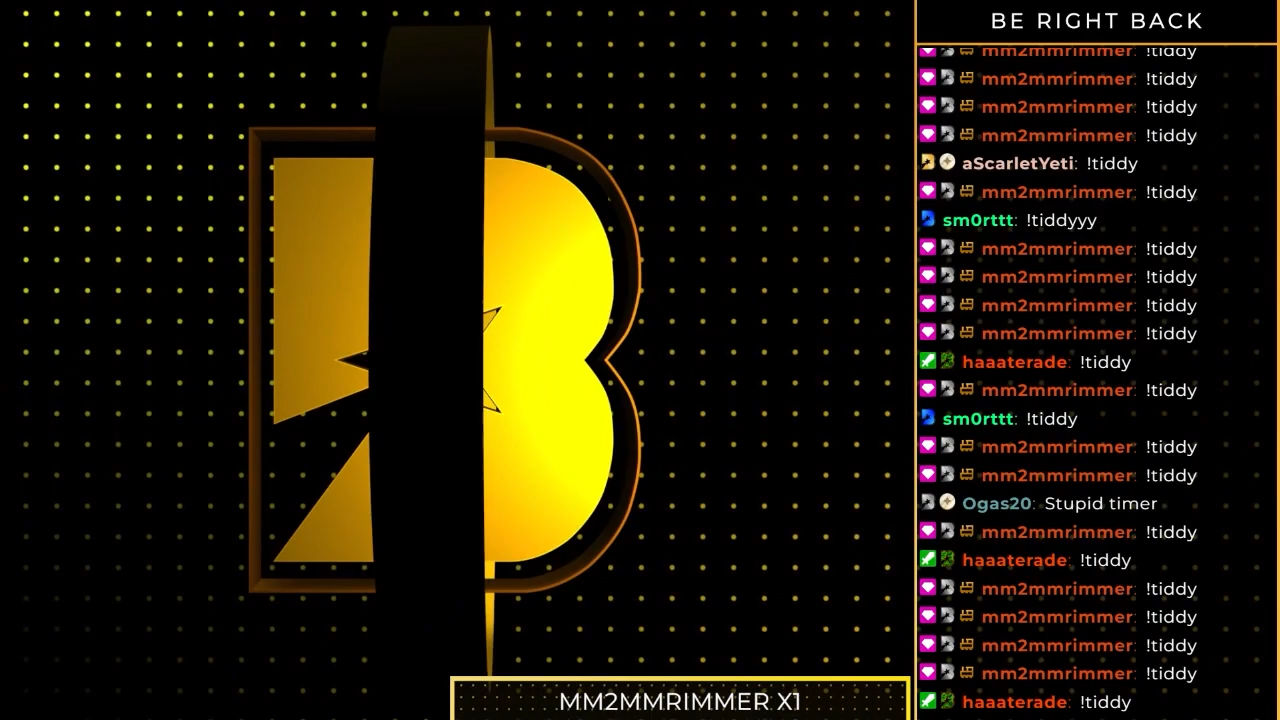 BE RIGHT BACK
mm2mmrimmer: !tiddy
mm2mmrimmer: !tiddy
mm2mmrimmer: !tiddy
mm2mmrimmer: !tiddy
aScarletYeti: !tiddy
mm2mmrimmer: !tiddy
sm0rttt: !tiddyyy
mm2mmrimmer: !tiddy
mm2mmrimmer: !tiddy
mm2mmrimmer: !tiddy
mm2mmrimmer: !tiddy
haaaterade: !tiddy
mm2mmrimmer: !tiddy
sm0rttt: !tiddy
mm2mmrimmer: !tiddy
mm2mmrimmer: !tiddy
Ogas20: Stupid timer
mm2mmrimmer: !tiddy
haaaterade: !tiddy
mm2mmrimmer: !tiddy
mm2mmrimmer: !tiddy
mm2mmrimmer: !tiddy
mm2mmrimmer: !tiddy
haaaterade: !tiddy
MM2MMRIMMER X1